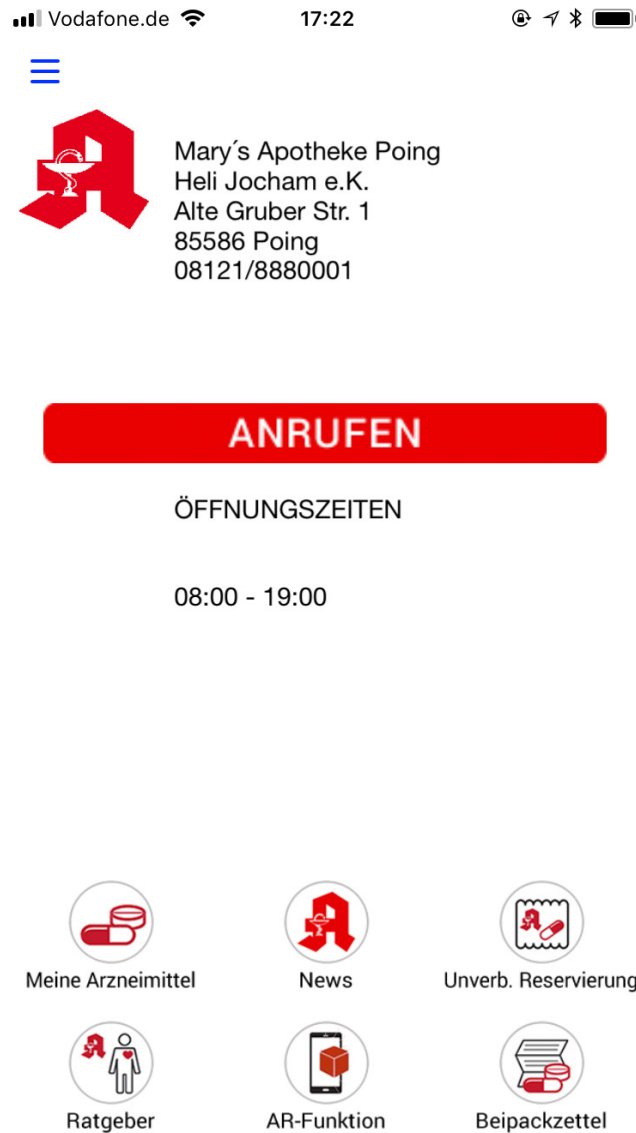 Vodafone.de 17:22
Mary´s Apotheke Poing
Heli Jocham e.K.
Alte Gruber Str. 1
85586 Poing
08121/8880001
ANRUFEN
ÖFFNUNGSZEITEN
08:00 - 19:00
Meine Arzneimittel News Unverb. Reservierung
Ratgeber AR-Funktion Beipackzettel